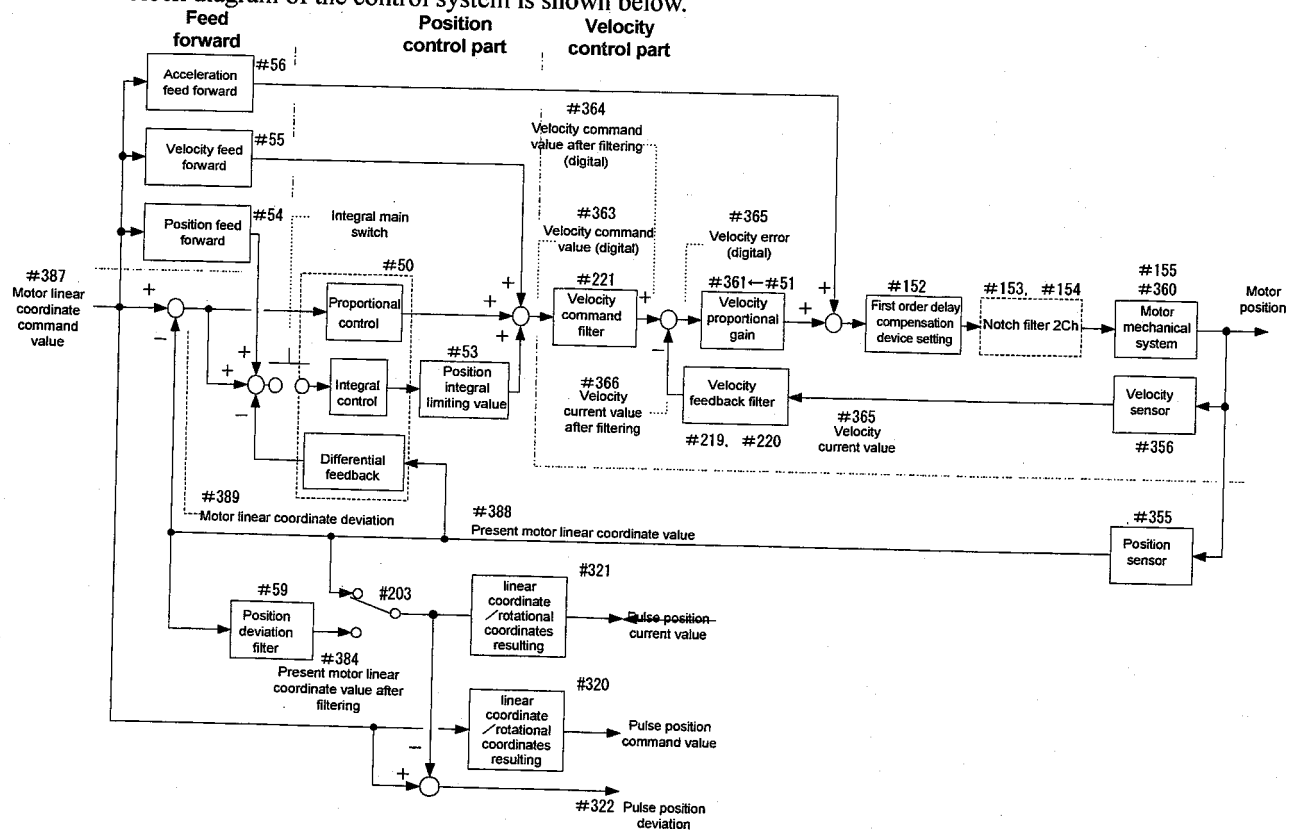 diagram of the control system is shown below.
Feed
forward
Position
control part
Velocity
control part
Acceleration
feed forward
#56
Velocity feed
forward
#55
Position feed
forward
#54
#364
Velocity command
value after filtering
(digital)
Integral main
switch
#363
Velocity command
value (digital)
#365
Velocity error
(digital)
#387
Motor linear
coordinate
command
value
#50
Proportional
control
#221
Velocity
command
filter
#361←#51
Velocity
proportional
gain
#152
First order delay
compensation
device setting
#153, #154
Notch filter 2Ch
#155
#360
Motor
mechanical
system
Motor
position
Integral
control
#53
Position
integral
limiting value
#366
Velocity
current value
after filtering
Velocity
feedback filter
#219, #220
#365
Velocity
current value
Velocity
sensor
#356
Differential
feedback
#389
Motor linear coordinate deviation
#388
Present motor linear coordinate value
#355
Position
sensor
#59
Position
deviation
filter
#203
#384
Present motor linear
coordinate value after
filtering
#321
linear
coordinate
/rotational
coordinates
resulting
Pulse position
current value
#320
linear
coordinate
/rotational
coordinates
resulting
Pulse position
command value
#322 Pulse position
deviation